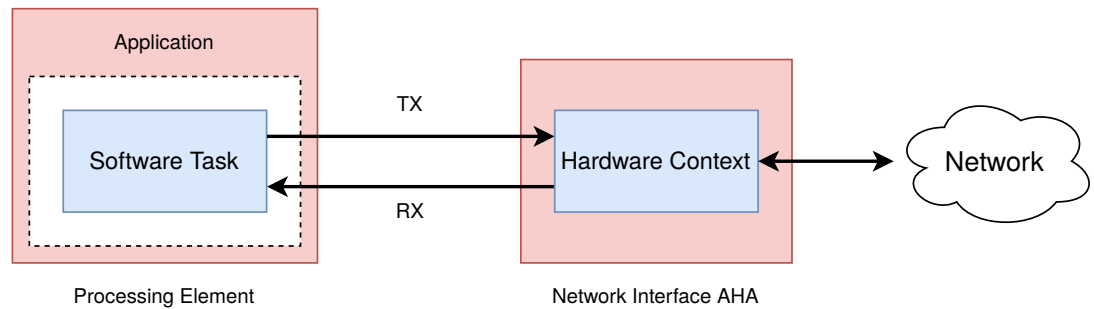 Application
Software Task
TX
RX
Hardware Context
Network
Processing Element
Network Interface AHA